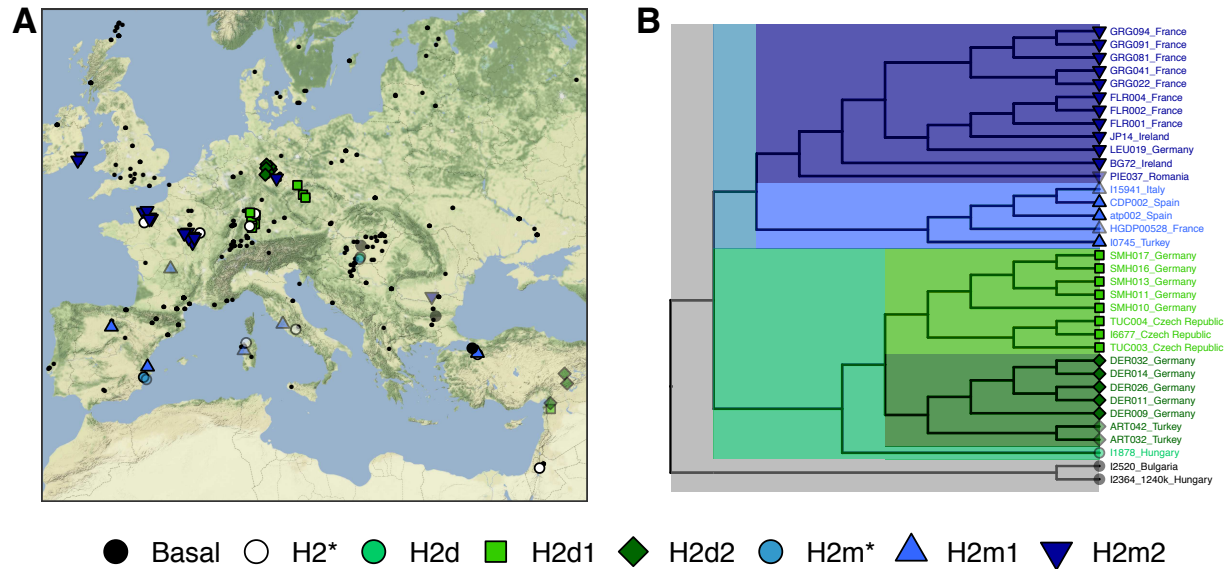 A
B
GRG094_France
GRG091_France
GRG081_France
GRG041_France
GRG022_France
FLR004_France
FLR002_France
FLR001_France
JP14_Ireland
LEU019_Germany
BG72_Ireland
PIE037_Romania
I15941_Italy
CDP002_Spain
atp002_Spain
HGDP00528_France
I0745_Turkey
SMH017_Germany
SMH016_Germany
SMH013_Germany
SMH011_Germany
SMH010_Germany
TUC004_Czech Republic
I6677_Czech Republic
TUC003_Czech Republic
DER032_Germany
DER014_Germany
DER026_Germany
DER011_Germany
DER009_Germany
ART042_Turkey
ART032_Turkey
I1878_Hungary
I2520_Bulgaria
I2364_1240k_Hungary
Basal H2* H2d H2d1 H2d2 H2m* H2m1 H2m2